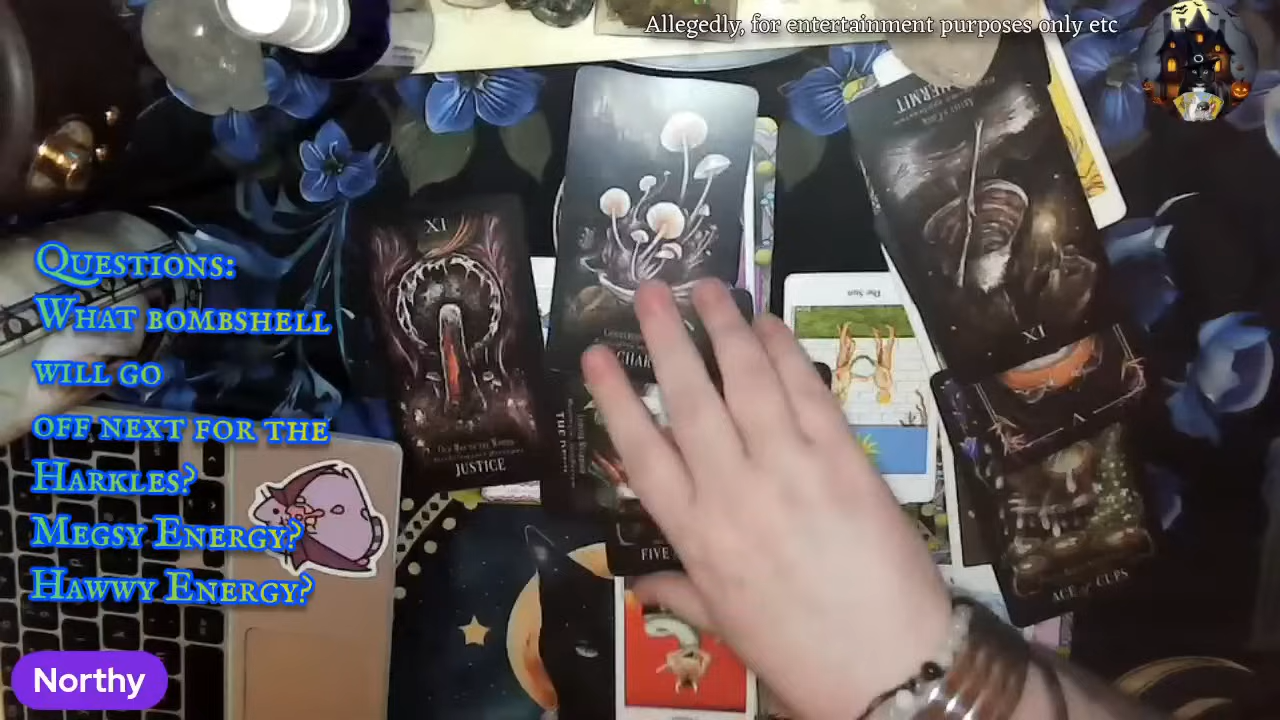 Allegedly, for entertainment purposes only etc
HERMIT
XI
XI
The Sun
V
Questions:
What bombshell
will go
off next for the
Harkles?
Megsy Energy?
Hawwy Energy?
JUSTICE
FIVE
ACE OF CUPS
Northy